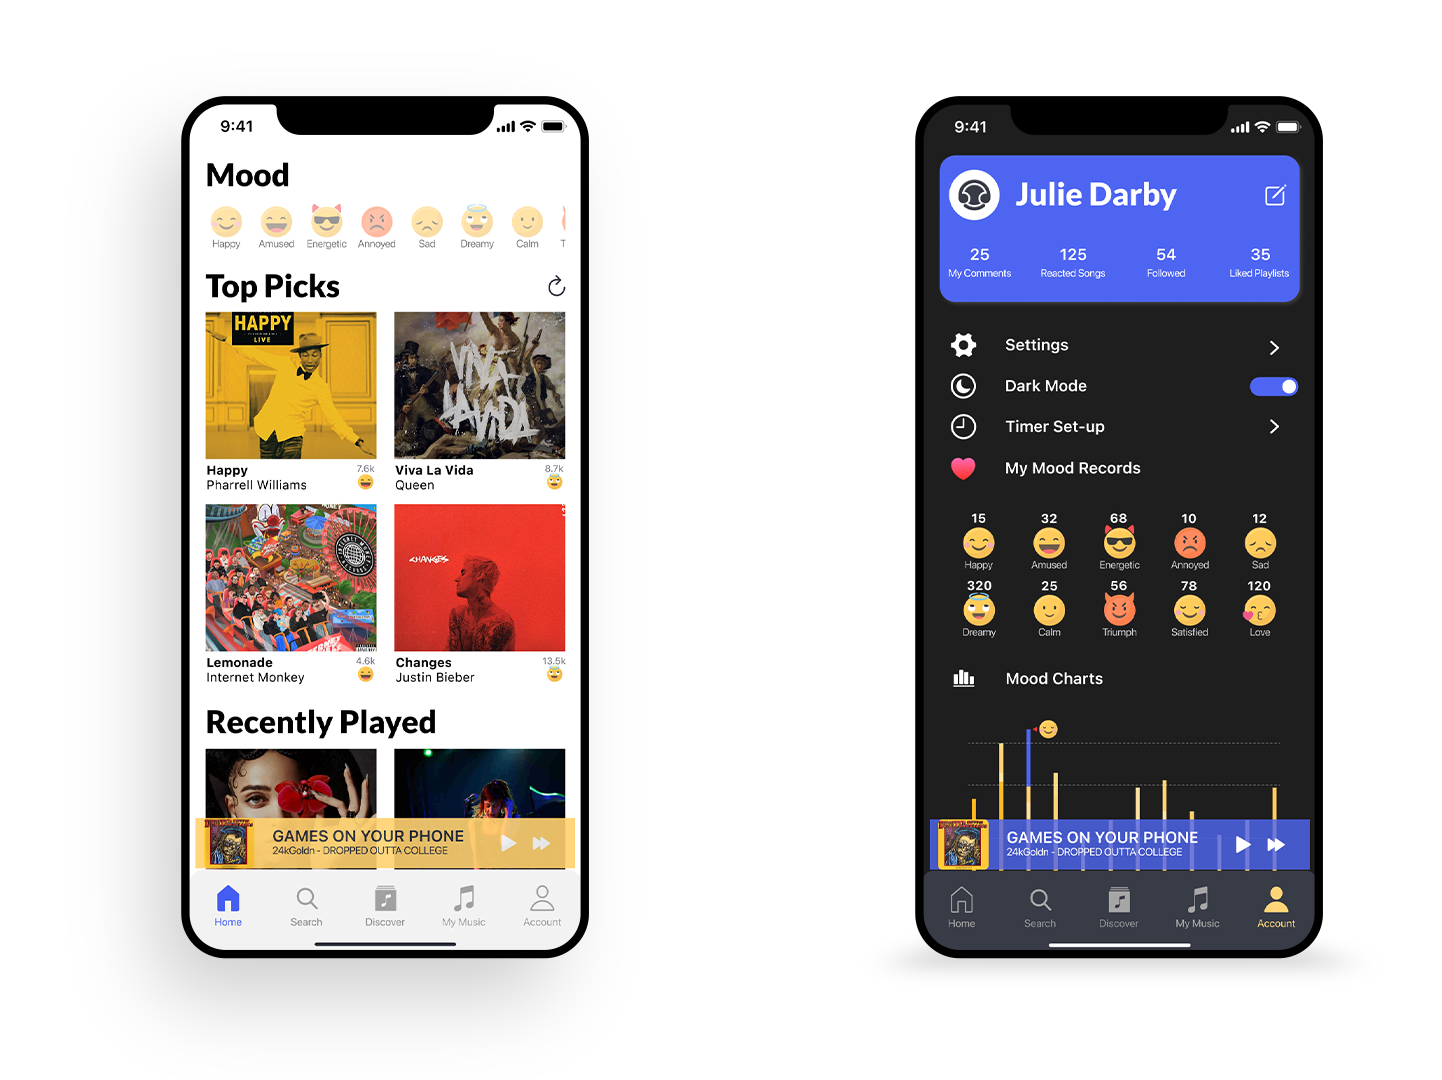 9:41
Mood
Happy Amused Energetic Annoyed Sad Dreamy Calm T
Top Picks
HAPPY
LIVE
VIVA
LA VIDA
Happy 7.6k
Pharrell Williams
Viva La Vida 8.7k
Queen
CHANGES
Lemonade 4.6k
Internet Monkey
Changes 13.5k
Justin Bieber
Recently Played
GAMES ON YOUR PHONE
24kGoldn - DROPPED OUTTA COLLEGE
Home Search Discover My Music Account
9:41
Julie Darby
25 125 54 35
My Comments Reacted Songs Followed Liked Playlists
Settings
Dark Mode
Timer Set-up
My Mood Records
15 32 68 10 12
Happy Amused Energetic Annoyed Sad
320 25 56 78 120
Dreamy Calm Triumph Satisfied Love
Mood Charts
GAMES ON YOUR PHONE
24kGoldn - DROPPED OUTTA COLLEGE
Home Search Discover My Music Account